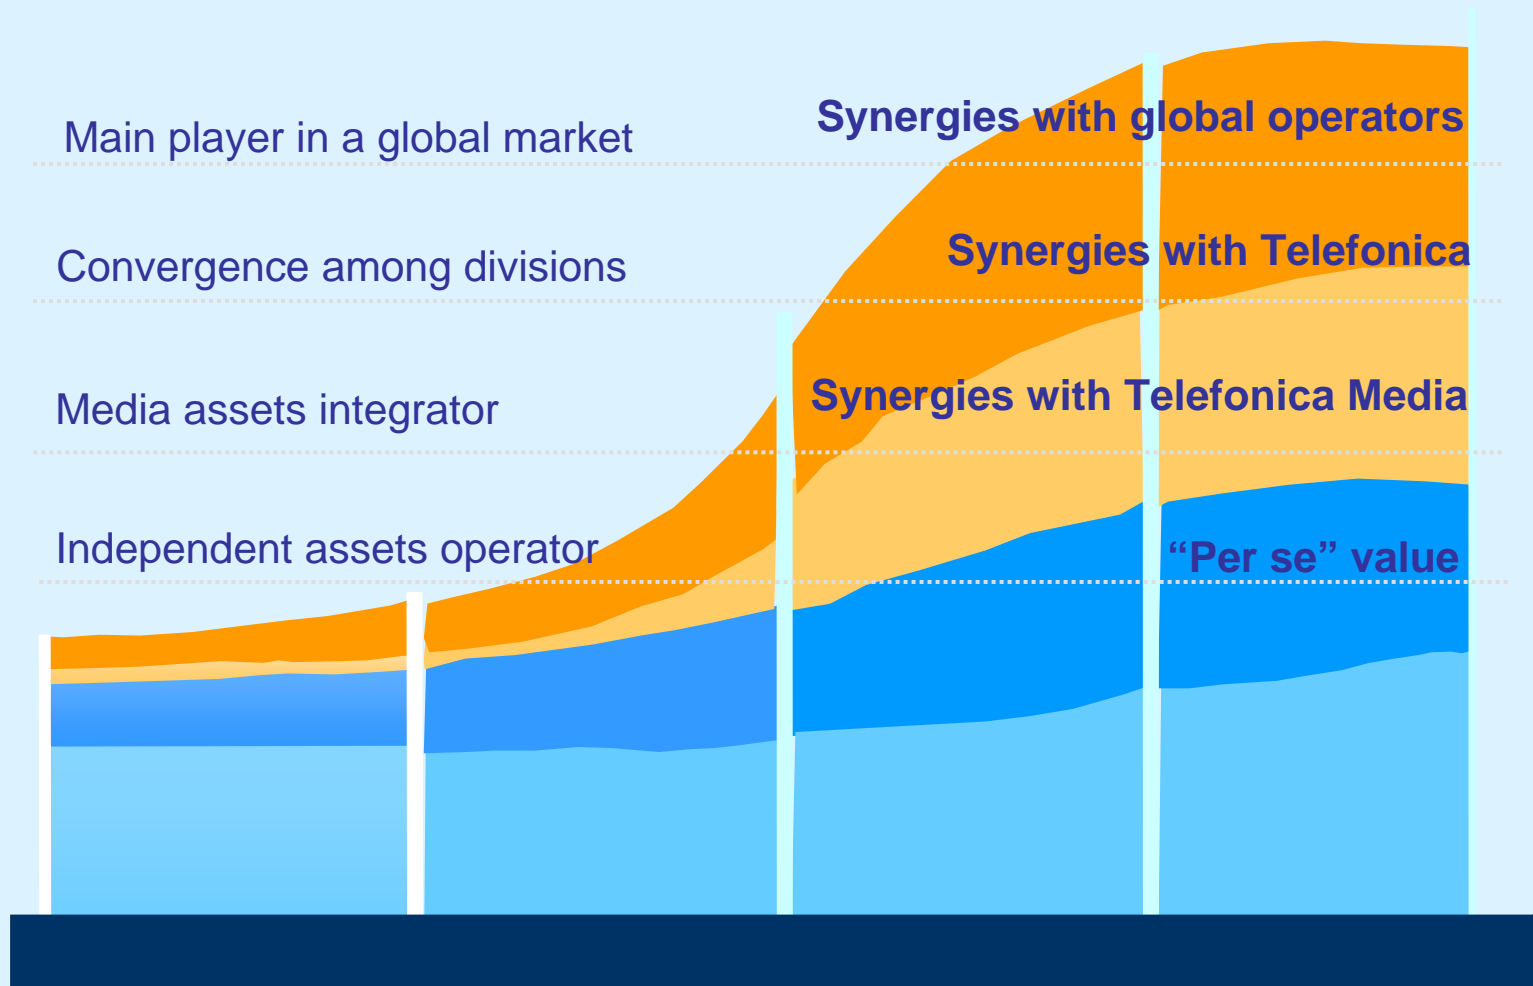 Main player in a global market
Synergies with global operators
Convergence among divisions
Synergies with Telefonica
Media assets integrator
Synergies with Telefonica Media
Independent assets operator
“Per se” value